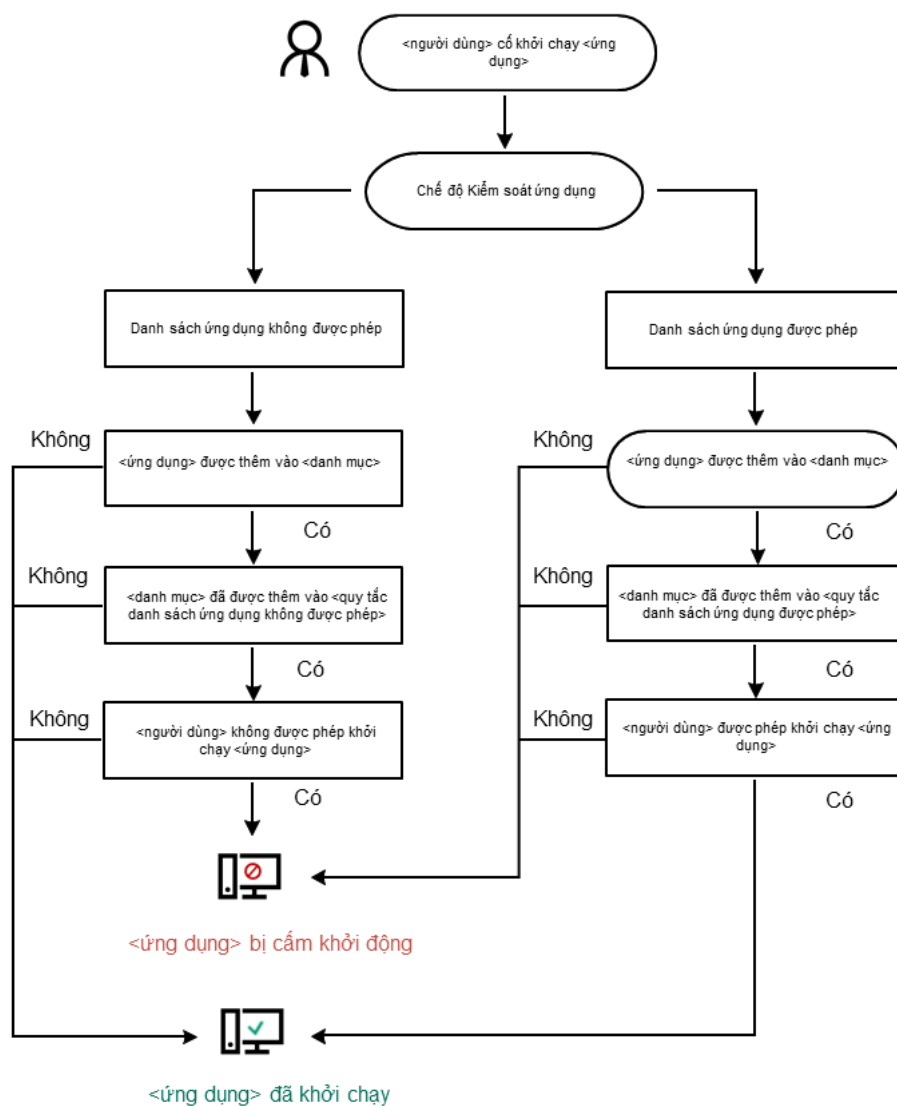 <người dùng> cố khởi chạy <ứng
dụng>
Chế độ Kiểm soát ứng dụng
Danh sách ứng dụng không được phép
Danh sách ứng dụng được phép
Không
<ứng dụng> được thêm vào <danh mục>
Không
<ứng dụng> được thêm vào <danh mục>
Có
Có
Không
<danh mục> đã được thêm vào <quy tắc
danh sách ứng dụng không được phép>
Không
<danh mục> đã được thêm vào <quy tắc
danh sách ứng dụng được phép>
Có
Có
Không
<người dùng> không được phép khởi
chạy <ứng dụng>
Không
<người dùng> được phép khởi chạy <ứng
dụng>
Có
Có
<ứng dụng> bị cấm khởi động
<ứng dụng> đã khởi chạy